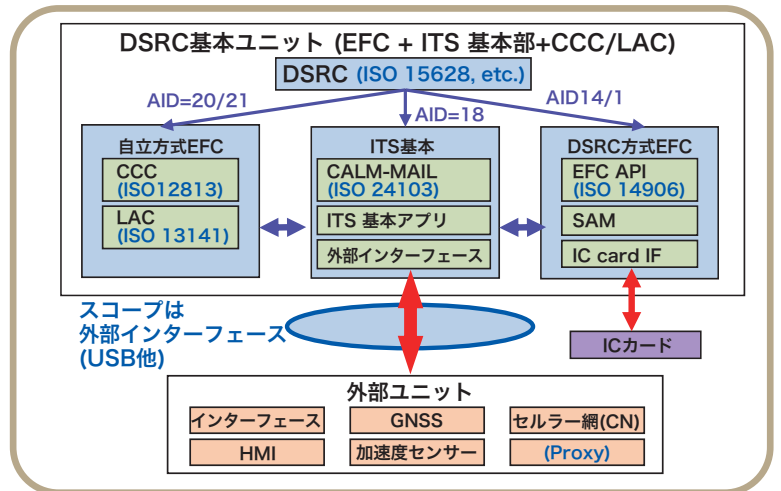 DSRC基本ユニット (EFC + ITS 基本部+CCC/LAC)
DSRC (ISO 15628, etc.)
AID=20/21
AID=18
AID14/1
自立方式EFC
CCC
(ISO12813)
LAC
(ISO 13141)
ITS基本
CALM-MAIL
(ISO 24103)
ITS 基本アプリ
外部インターフェース
DSRC方式EFC
EFC API
(ISO 14906)
SAM
IC card IF
スコープは
外部インターフェース
(USB他)
ICカード
外部ユニット
インターフェース
GNSS
セルラー網(CN)
HMI
加速度センサー
(Proxy)